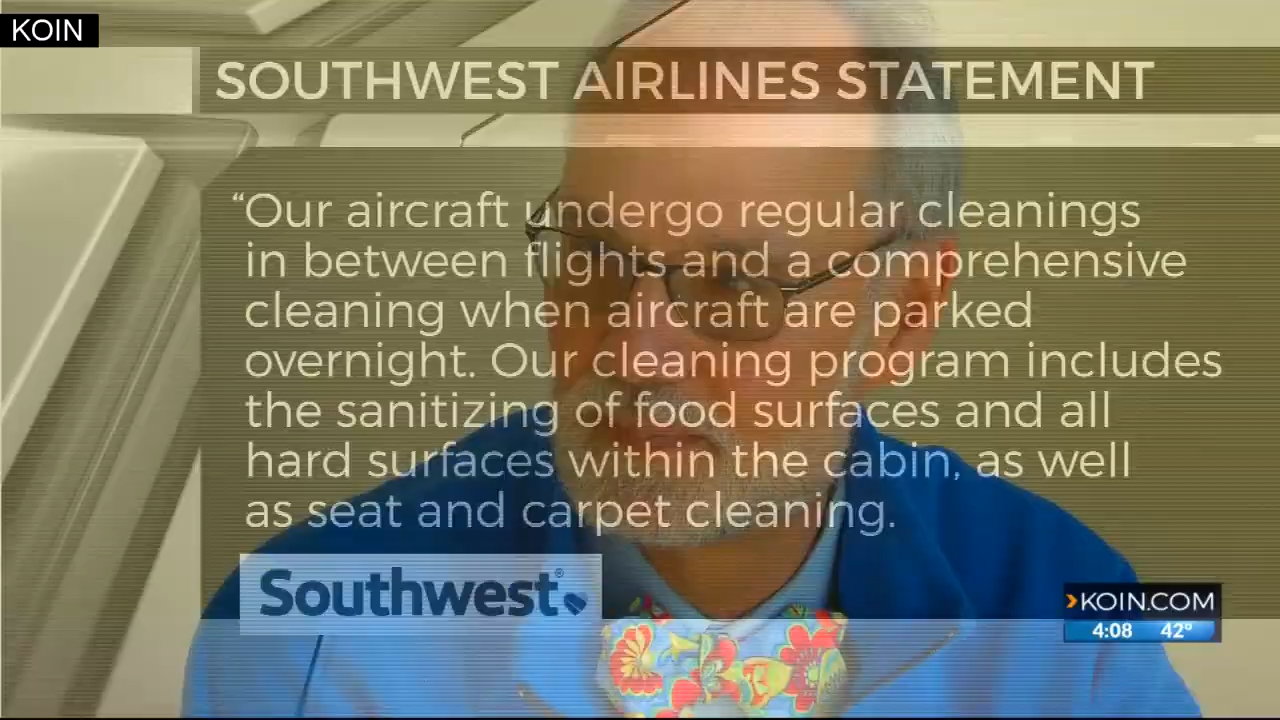 KOIN
SOUTHWEST AIRLINES STATEMENT
“Our aircraft undergo regular cleanings
in between flights and a comprehensive
cleaning when aircraft are parked
overnight. Our cleaning program includes
the sanitizing of food surfaces and all
hard surfaces within the cabin, as well
as seat and carpet cleaning.
Southwest®
KOIN.COM
4:08 42°